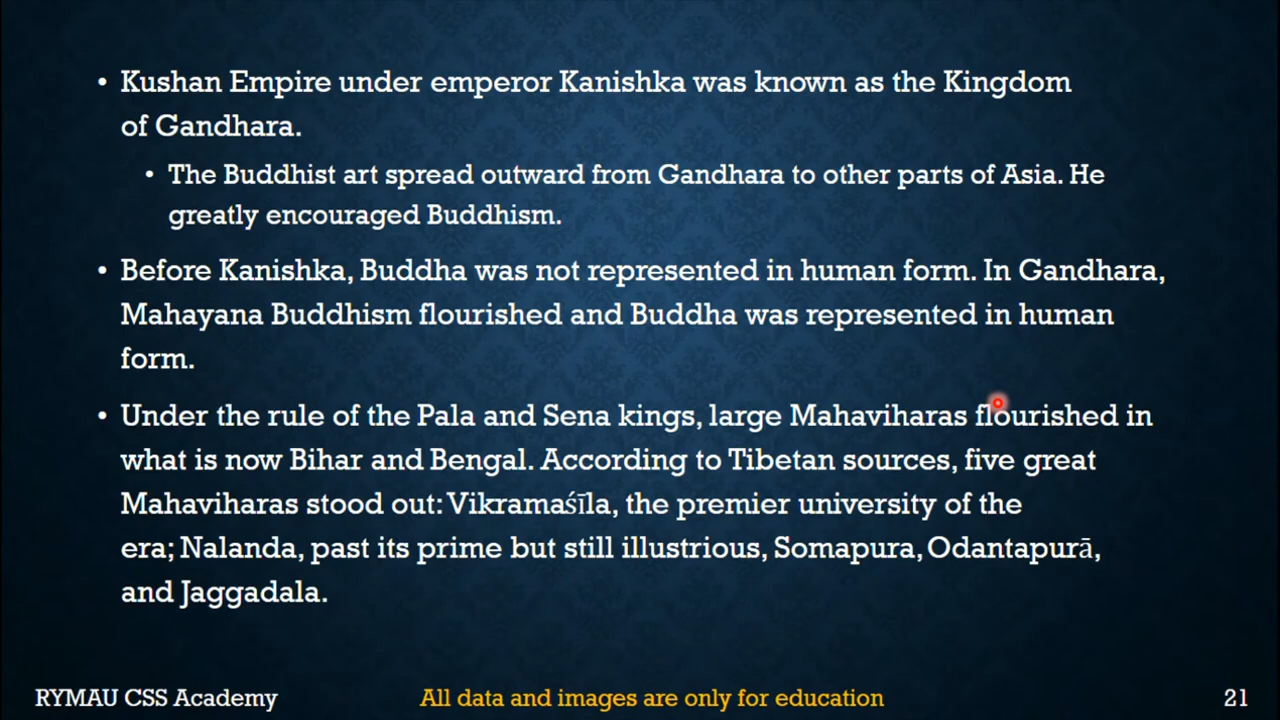 • Kushan Empire under emperor Kanishka was known as the Kingdom
of Gandhara.
• The Buddhist art spread outward from Gandhara to other parts of Asia. He
greatly encouraged Buddhism.
• Before Kanishka, Buddha was not represented in human form. In Gandhara,
Mahayana Buddhism flourished and Buddha was represented in human
form.
• Under the rule of the Pala and Sena kings, large Mahaviharas flourished in
what is now Bihar and Bengal. According to Tibetan sources, five great
Mahaviharas stood out: Vikramaśīla, the premier university of the
era; Nalanda, past its prime but still illustrious, Somapura, Odantapurā,
and Jaggadala.
RYMAU CSS Academy
All data and images are only for education
21